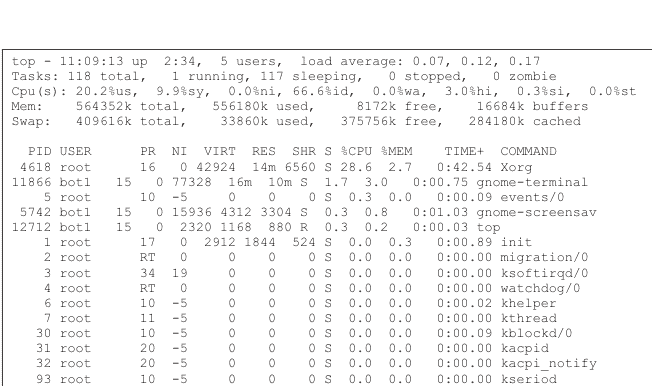 top - 11:09:13 up  2:34,  5 users,  load average: 0.07, 0.12, 0.17
Tasks: 118 total,   1 running, 117 sleeping,   0 stopped,   0 zombie
Cpu(s): 20.2%us,  9.9%sy,  0.0%ni, 66.6%id,  0.0%wa,  3.0%hi,  0.3%si,  0.0%st
Mem:    564352k total,   556180k used,     8172k free,    16684k buffers
Swap:   409616k total,    33860k used,   375756k free,   284180k cached
PID USER      PR  NI  VIRT  RES  SHR S %CPU %MEM    TIME+  COMMAND
4618 root      16   0 42924  14m 6560 S 28.6  2.7   0:42.54 Xorg
11866 bot1   15   0 77328  16m  10m S  1.7  3.0   0:00.75 gnome-terminal
5 root      10  -5     0    0    0 S  0.3  0.0   0:00.09 events/0
5742 bot1   15   0 15936 4312 3304 S  0.3  0.8   0:01.03 gnome-screensav
12712 bot1   15   0  2320 1168  880 R  0.3  0.2   0:00.03 top
1 root      17   0  2912 1844  524 S  0.0  0.3   0:00.89 init
2 root      RT   0     0    0    0 S  0.0  0.0   0:00.00 migration/0
3 root      34  19     0    0    0 S  0.0  0.0   0:00.00 ksoftirqd/0
4 root      RT   0     0    0    0 S  0.0  0.0   0:00.00 watchdog/0
6 root      10  -5     0    0    0 S  0.0  0.0   0:00.02 khelper
7 root      11  -5     0    0    0 S  0.0  0.0   0:00.00 kthread
30 root      10  -5     0    0    0 S  0.0  0.0   0:00.09 kblockd/0
31 root      20  -5     0    0    0 S  0.0  0.0   0:00.00 kacpid
32 root      20  -5     0    0    0 S  0.0  0.0   0:00.00 kacpi_notify
93 root      10  -5     0    0    0 S  0.0  0.0   0:00.00 kseriod